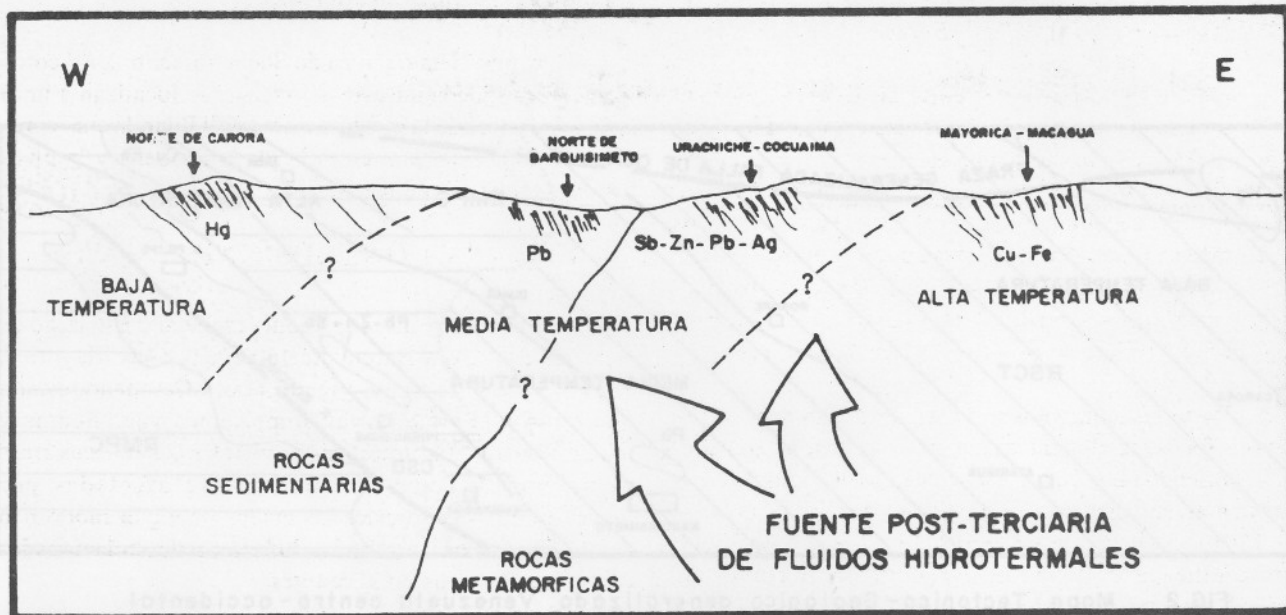 W
E
NOR. E. DE CARORA
NORTE DE
BARQUISIMETO
URACHICHE-COCUAIMA
MAYORICA-MACAGUA
Hg
Pb
Sb-Zn-Pb-Ag
Cu-Fe
?
?
BAJA
TEMPERATURA
MEDIA TEMPERATURA
ALTA TEMPERATURA
?
ROCAS
SEDIMENTARIAS
FUENTE POST-TERCIARIA
DE FLUIDOS HIDROTERMALES
ROCAS
METAMORFICAS